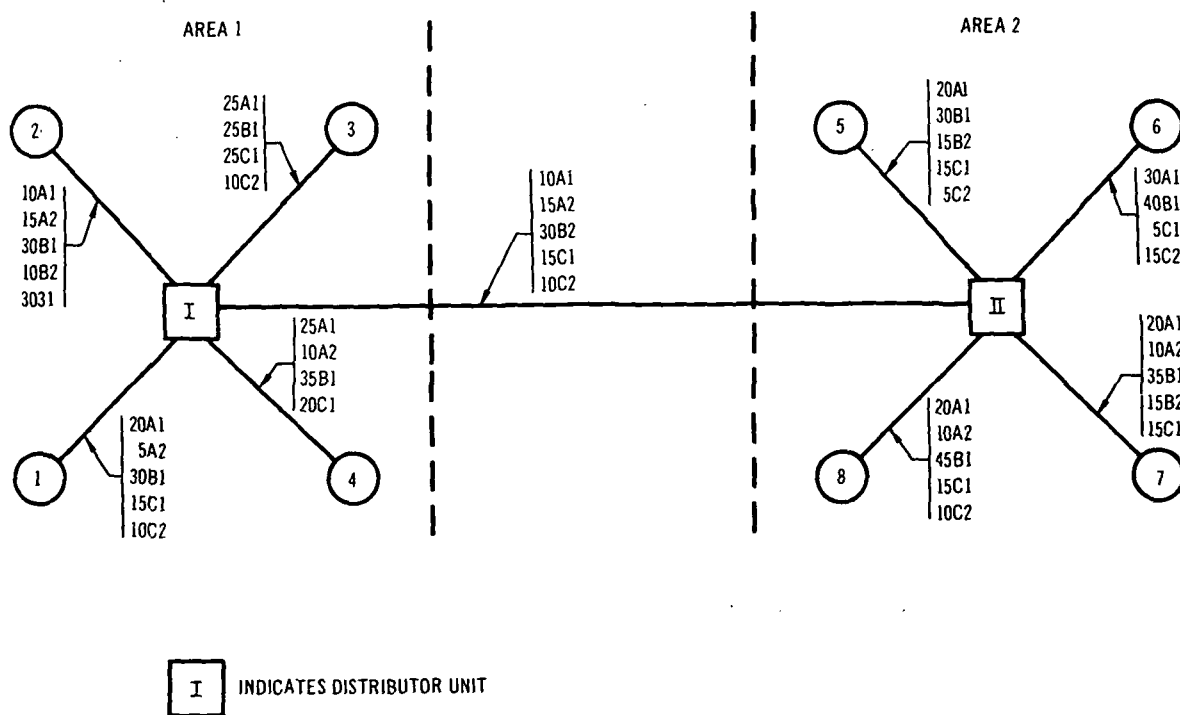 AREA 1
AREA 2
2
25A1
25B1
25C1
10C2
3
10A1
15A2
30B1
10B2
3031
I
25A1
10A2
35B1
20C1
20A1
5A2
30B1
15C1
10C2
1
4
10A1
15A2
30B2
15C1
10C2
5
20A1
30B1
15B2
15C1
5C2
6
30A1
40B1
5C1
15C2
II
20A1
10A2
35B1
15B2
15C1
20A1
10A2
45B1
15C1
10C2
8
7
I INDICATES DISTRIBUTOR UNIT